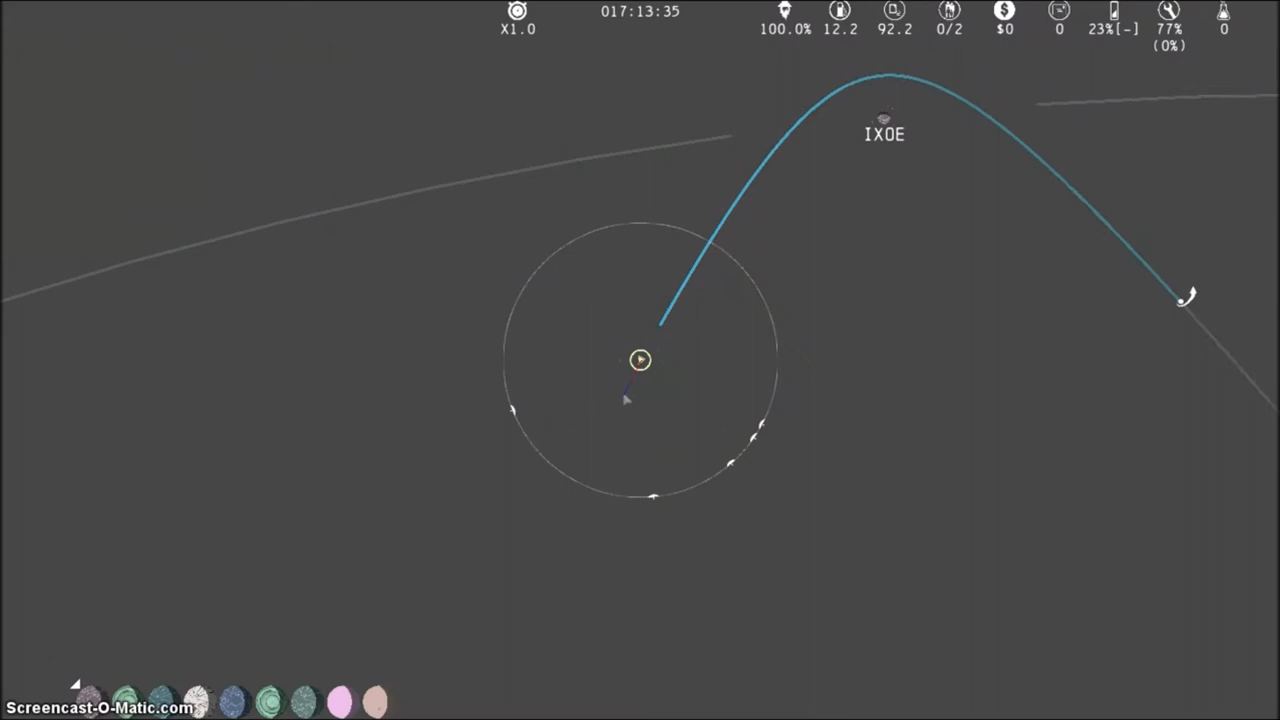 017:13:35
X1.0 100.0% 12.2 92.2 0/2 $0 0 23%[-] 77% 0
(0%)
IXOE
Screencast-O-Matic.com